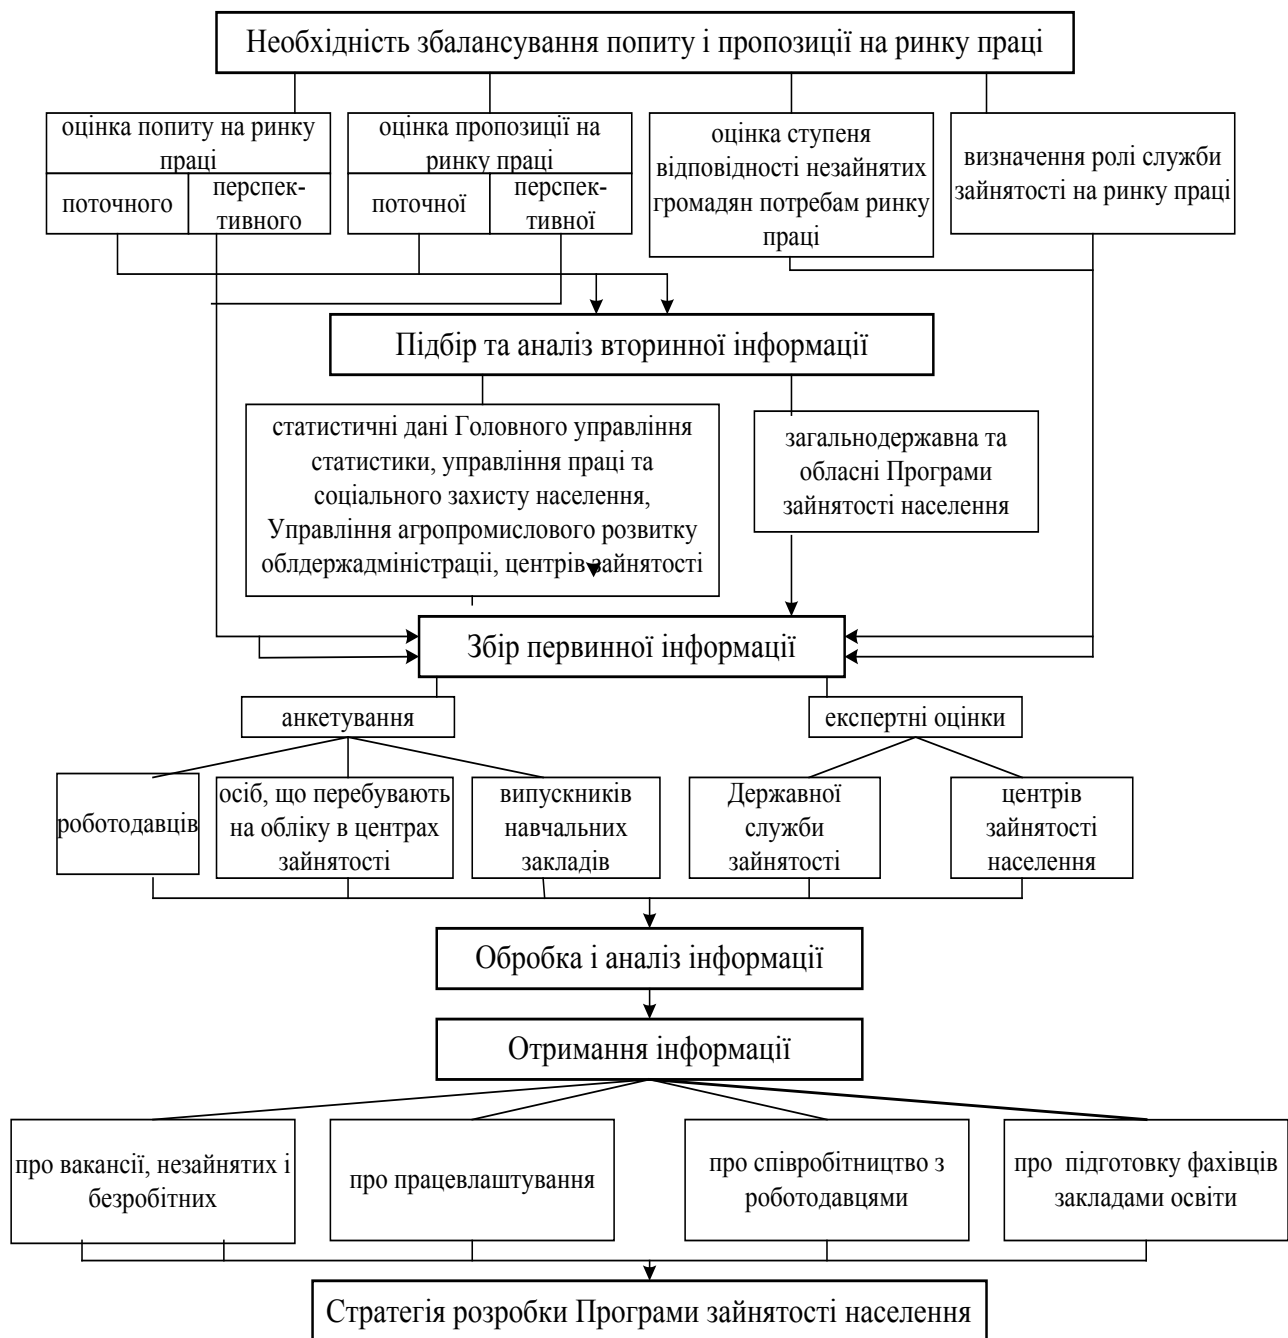 Необхідність збалансування попиту і пропозиції на ринку праці
оцінка попиту на ринку
праці
поточного
перспек-
тивного
оцінка пропозиції на
ринку праці
поточної
перспек-
тивної
оцінка ступеня
відповідності незайнятих
громадян потребам ринку
праці
визначення ролі служби
зайнятості на ринку праці
Підбір та аналіз вторинної інформації
статистичні дані Головного управління
статистики, управління праці та
соціального захисту населення,
Управління агропромислового розвитку
облдержадміністрації, центрів зайнятості
загальнодержавна та
обласні Програми
зайнятості населення
Збір первинної інформації
анкетування
експертні оцінки
роботодавців
осіб, що перебувають
на обліку в центрах
зайнятості
випускників
навчальних
закладів
Державної
служби
зайнятості
центрів
зайнятості
населення
Обробка і аналіз інформації
Отримання інформації
про вакансії, незайнятих і
безробітних
про працевлаштування
про співробітництво з
роботодавцями
про підготовку фахівців
закладами освіти
Стратегія розробки Програми зайнятості населення